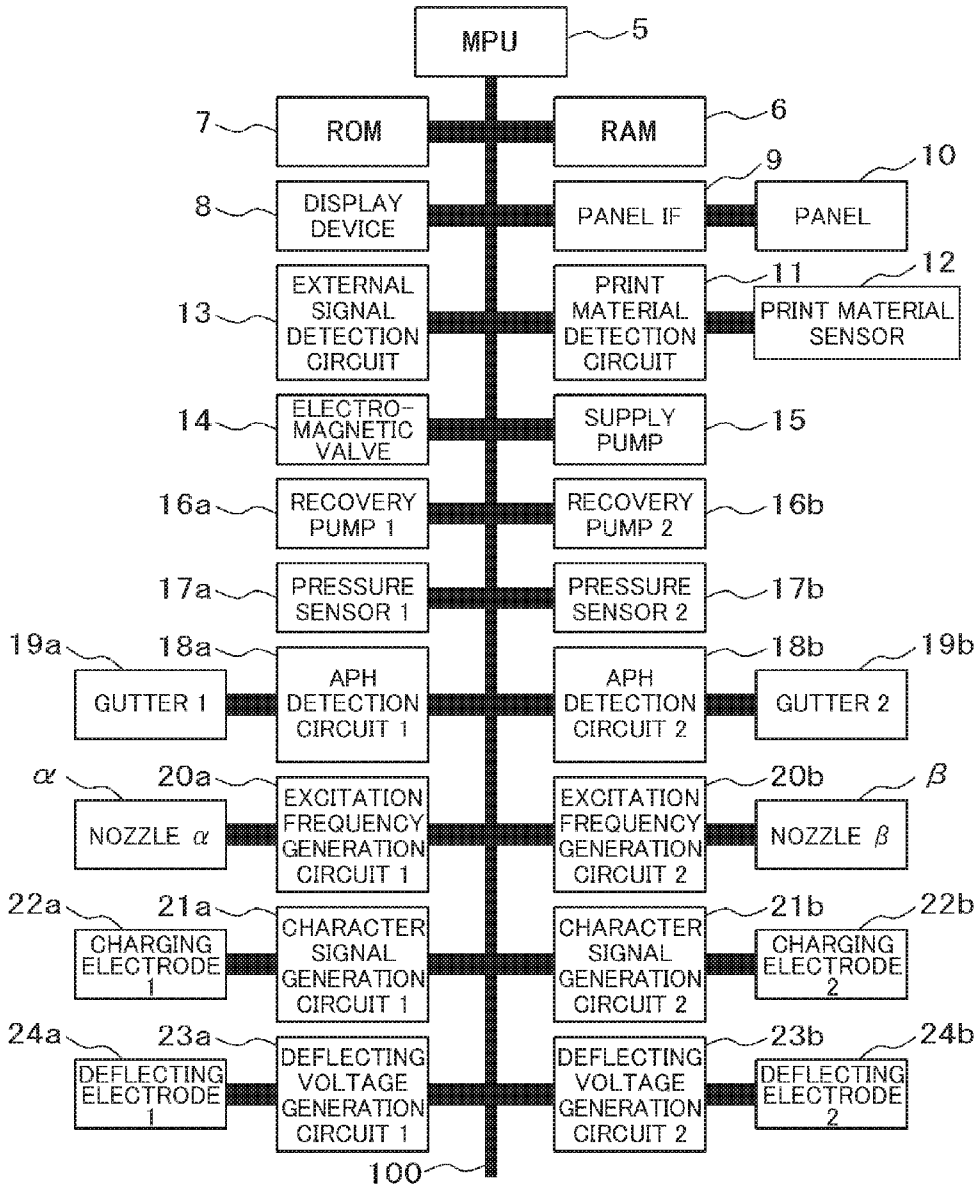 MPU
5
7
ROM
RAM
6
8
DISPLAY
DEVICE
PANEL IF
9
PANEL
10
13
EXTERNAL
SIGNAL
DETECTION
CIRCUIT
PRINT
MATERIAL
DETECTION
CIRCUIT
11
PRINT MATERIAL
SENSOR
12
14
ELECTRO-
MAGNETIC
VALVE
SUPPLY
PUMP
15
16a
RECOVERY
PUMP 1
RECOVERY
PUMP 2
16b
17a
PRESSURE
SENSOR 1
PRESSURE
SENSOR 2
17b
19a
GUTTER 1
18a
APH
DETECTION
CIRCUIT 1
APH
DETECTION
CIRCUIT 2
18b
GUTTER 2
19b
α
NOZZLE α
20a
EXCITATION
FREQUENCY
GENERATION
CIRCUIT 1
EXCITATION
FREQUENCY
GENERATION
CIRCUIT 2
20b
NOZZLE β
β
22a
CHARGING
ELECTRODE
1
21a
CHARACTER
SIGNAL
GENERATION
CIRCUIT 1
CHARACTER
SIGNAL
GENERATION
CIRCUIT 2
21b
CHARGING
ELECTRODE
2
22b
24a
DEFLECTING
ELECTRODE
1
23a
DEFLECTING
VOLTAGE
GENERATION
CIRCUIT 1
DEFLECTING
VOLTAGE
GENERATION
CIRCUIT 2
23b
DEFLECTING
ELECTRODE
2
24b
100